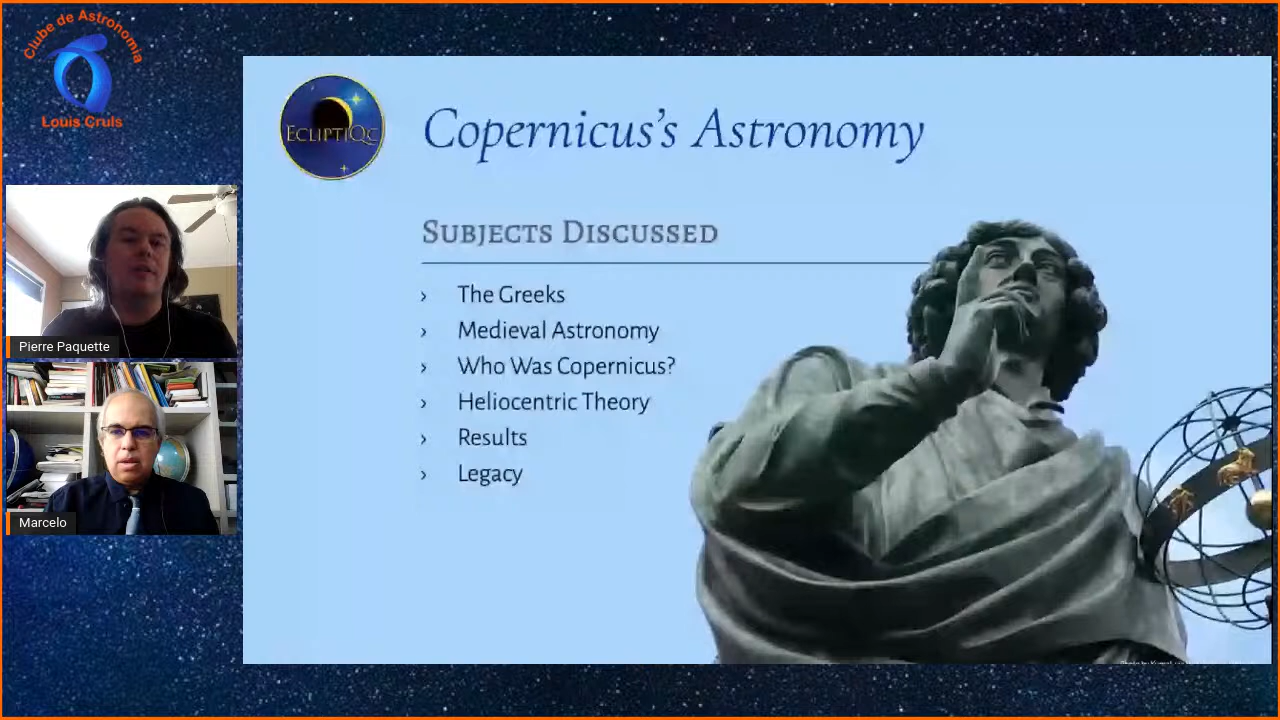 Clube de Astronomia
Louis Cruls
EcliptiQc
Copernicus's Astronomy
Subjects Discussed
› The Greeks
› Medieval Astronomy
› Who Was Copernicus?
› Heliocentric Theory
› Results
› Legacy
Pierre Paquette
Marcelo